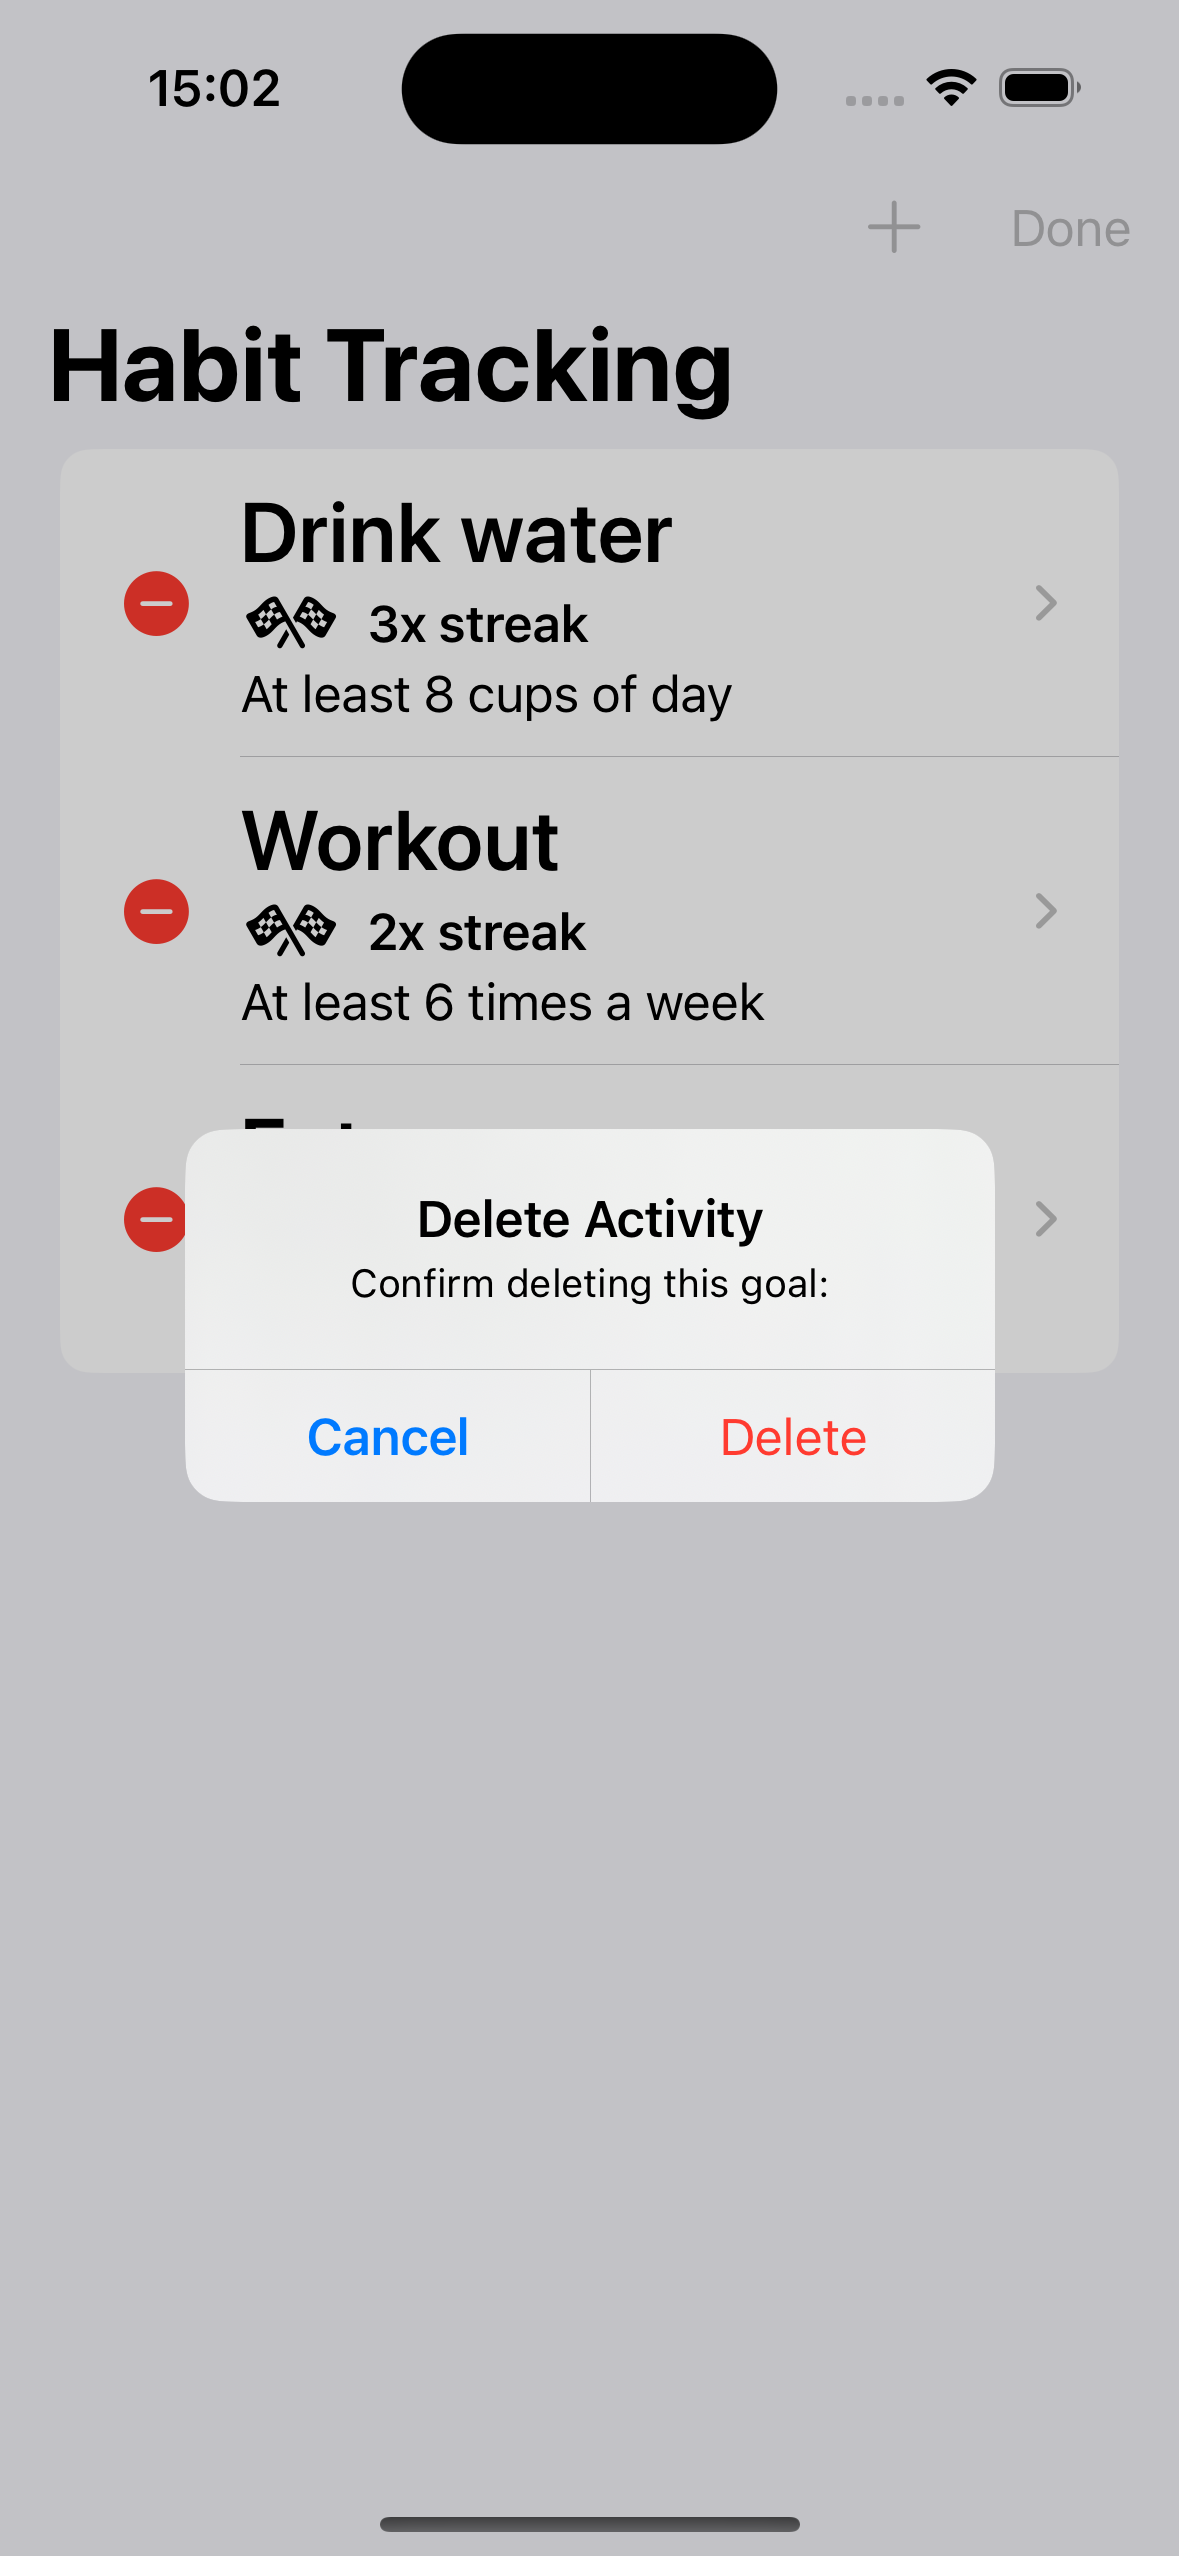 15:02
Done
Habit Tracking
Drink water
3x streak
At least 8 cups of day
Workout
2x streak
At least 6 times a week
Delete Activity
Confirm deleting this goal:
Cancel
Delete